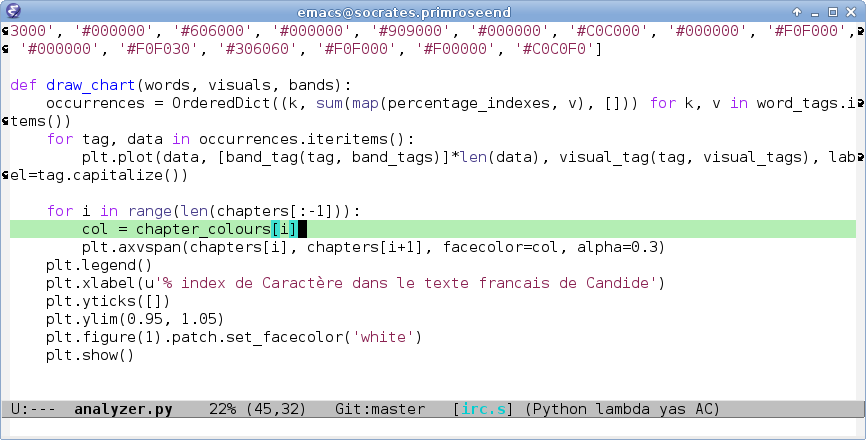 emacs@socrates.primroseend
3000', '#000000', '#606000', '#000000', '#909000', '#000000', '#C0C000', '#000000', '#F0F000',
'#000000', '#F0F030', '#306060', '#F0F000', '#F00000', '#C0C0F0']
def draw_chart(words, visuals, bands):
    occurrences = OrderedDict((k, sum(map(percentage_indexes, v), [])) for k, v in word_tags.i
tems())
    for tag, data in occurrences.iteritems():
        plt.plot(data, [band_tag(tag, band_tags)]*len(data), visual_tag(tag, visual_tags), lab
el=tag.capitalize())
    for i in range(len(chapters[:-1])):
        col = chapter_colours[i]
        plt.axvspan(chapters[i], chapters[i+1], facecolor=col, alpha=0.3)
    plt.legend()
    plt.xlabel(u'% index de Caractère dans le texte francais de Candide')
    plt.yticks([])
    plt.ylim(0.95, 1.05)
    plt.figure(1).patch.set_facecolor('white')
    plt.show()
U:--- analyzer.py 22% (45,32) Git:master [irc.s] (Python lambda yas AC)